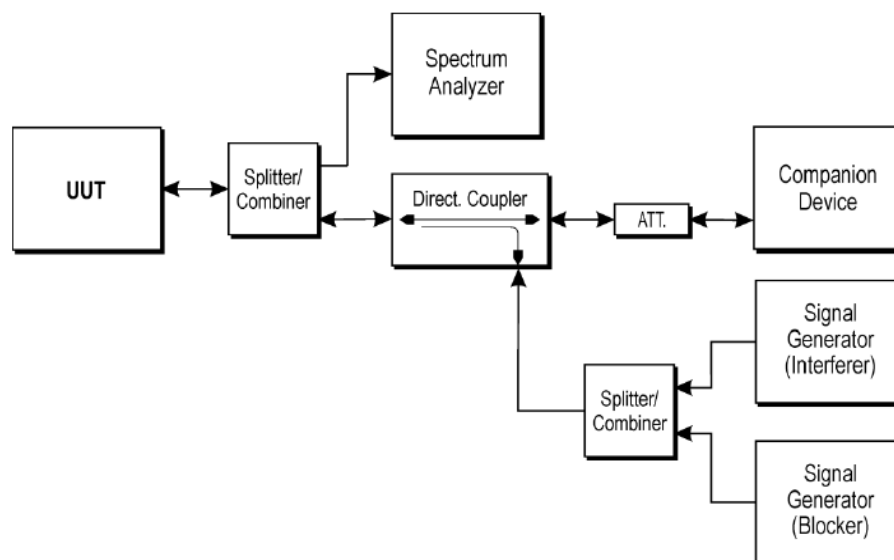 Spectrum
Analyzer
UUT
Splitter/
Combiner
Direct. Coupler
ATT.
Companion
Device
Signal
Generator
(Interferer)
Splitter/
Combiner
Signal
Generator
(Blocker)